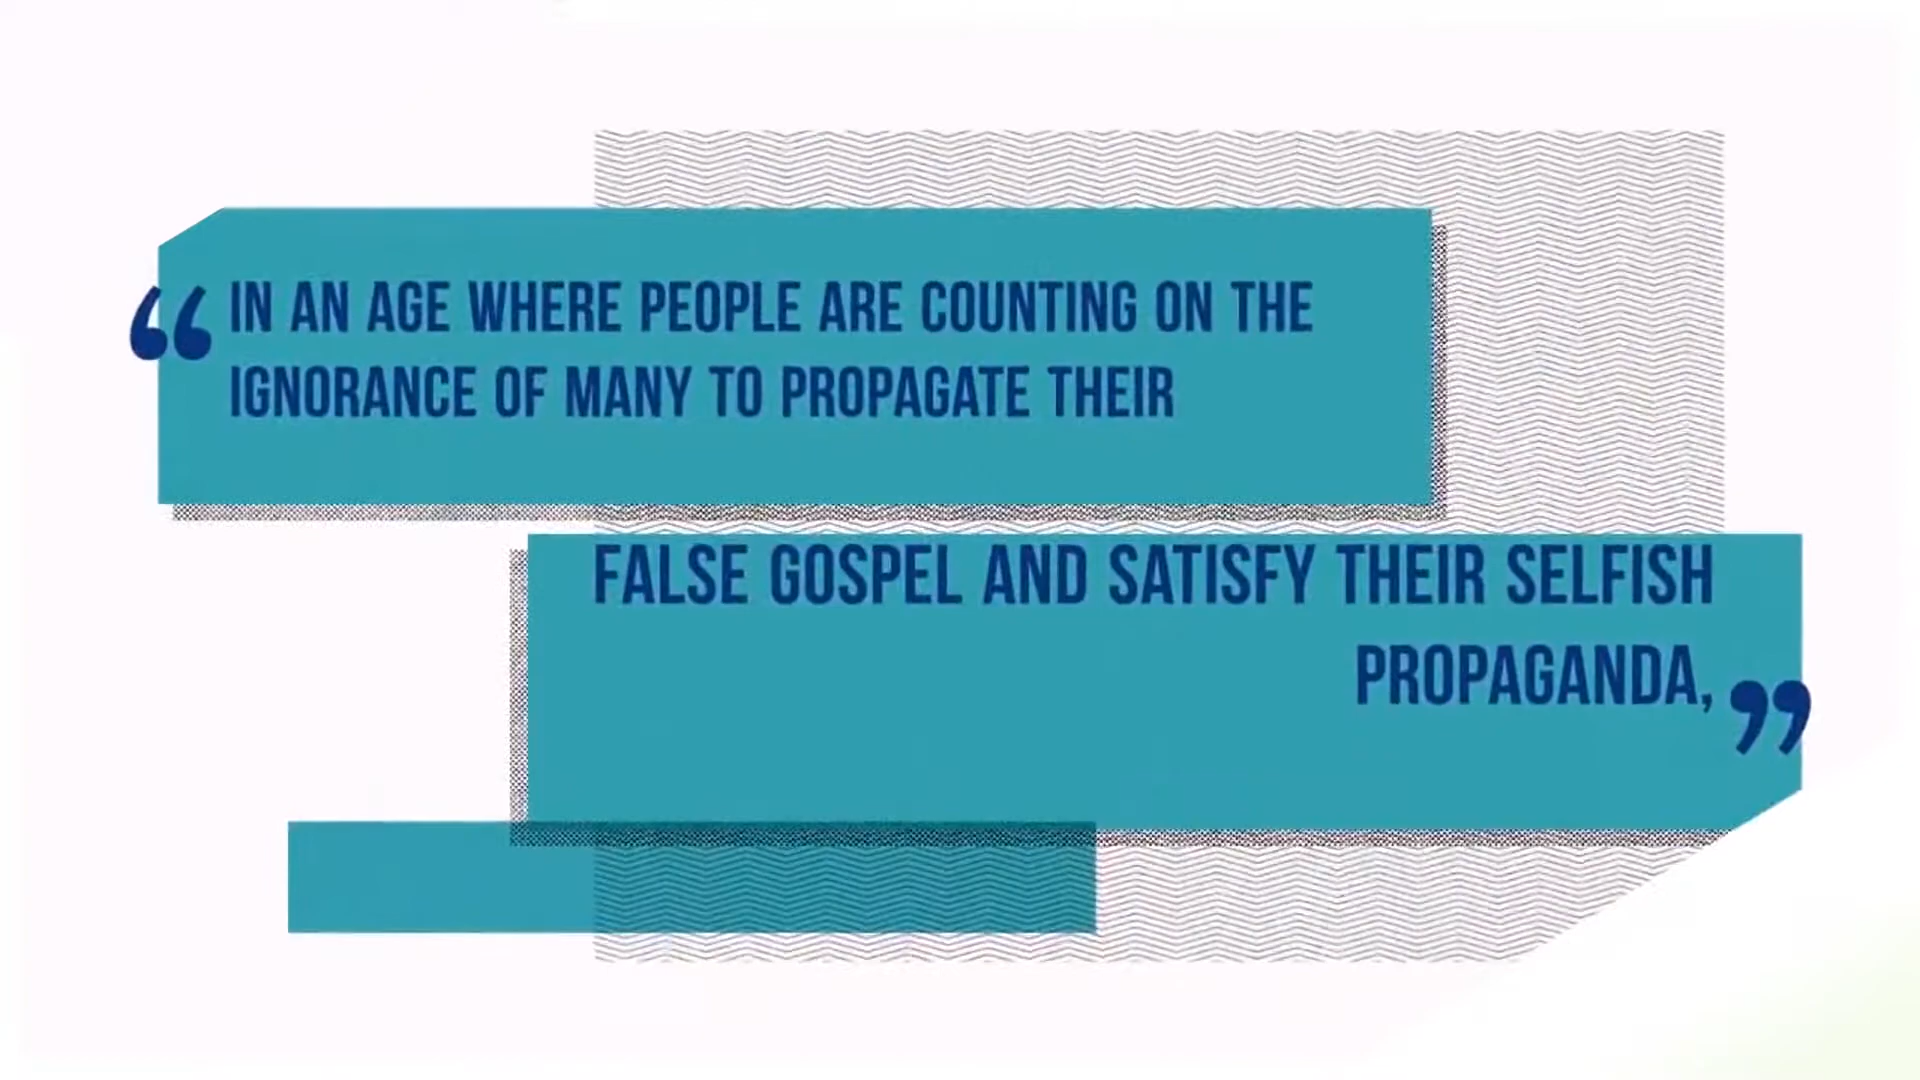 “IN AN AGE WHERE PEOPLE ARE COUNTING ON THE
IGNORANCE OF MANY TO PROPAGATE THEIR
FALSE GOSPEL AND SATISFY THEIR SELFISH
PROPAGANDA,”